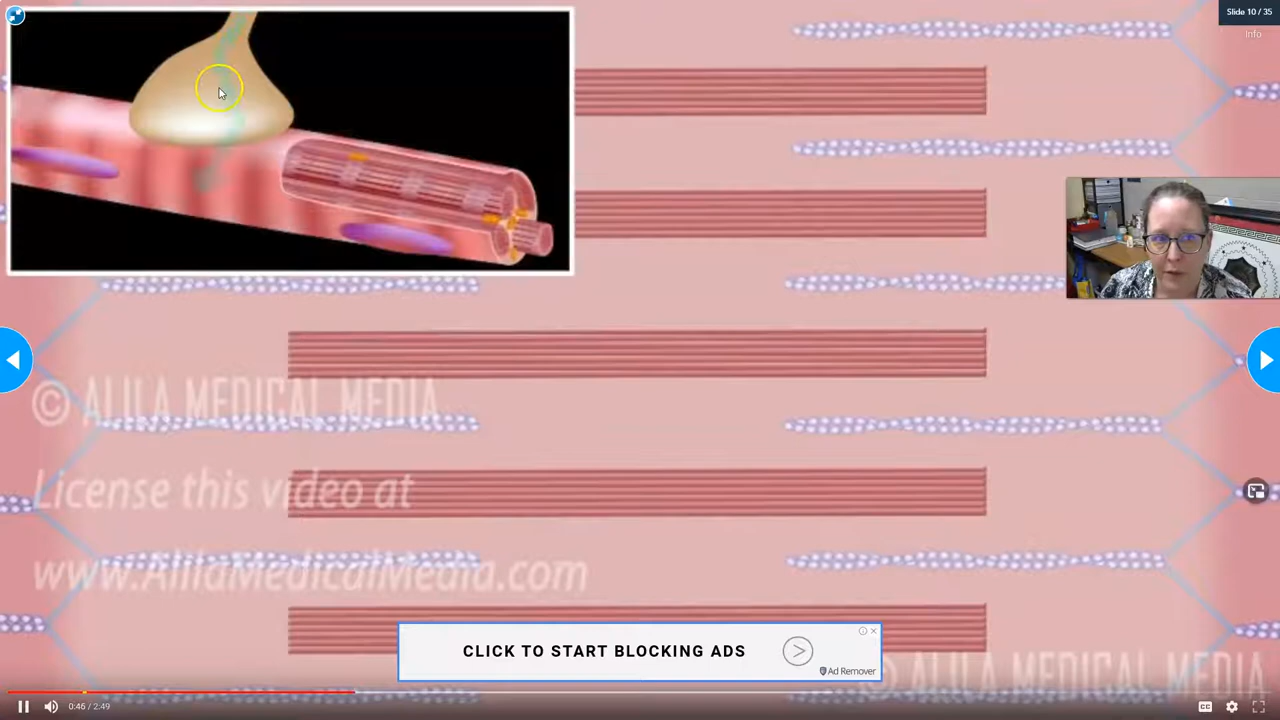 Slide 10 / 35
Info
© ALILA MEDICAL MEDIA
License this video at
www.AlilaMedicalMedia.com
CLICK TO START BLOCKING ADS
Ad Remover
© ALILA MEDICAL MEDIA
0:46 / 2:49
CC